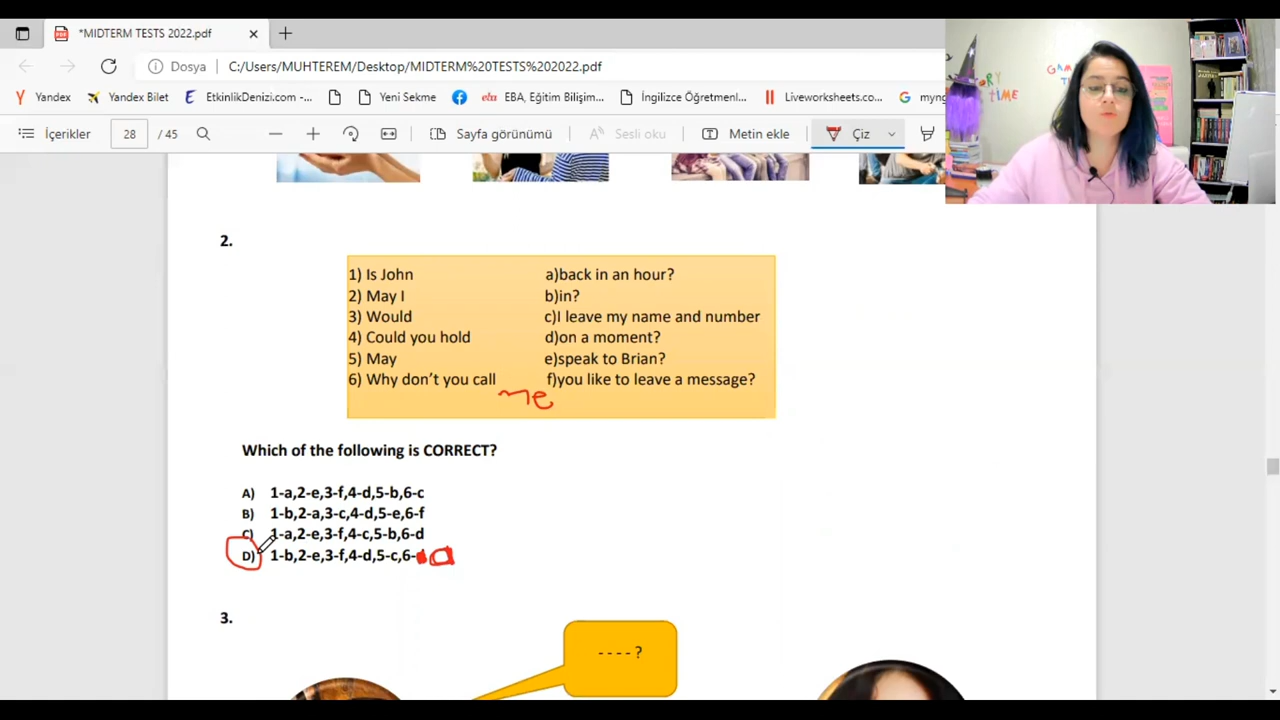 *MIDTERM TESTS 2022.pdf
Dosya C:/Users/MUHTEREM/Desktop/MIDTERM%20TESTS%202022.pdf
Yandex Yandex Bilet EtkinlikDenizi.com -... Yeni Sekme EBA, Eğitim Bilişim... İngilizce Öğretmenl... Liveworksheets.co... myng
İçerikler 28 / 45 Sayfa görünümü Sesli oku Metin ekle Çiz
TIME
2.
1) Is John a)back in an hour?
2) May I b)in?
3) Would c)I leave my name and number
4) Could you hold d)on a moment?
5) May e)speak to Brian?
6) Why don't you call f)you like to leave a message?
me
Which of the following is CORRECT?
A) 1-a,2-e,3-f,4-d,5-b,6-c
B) 1-b,2-a,3-c,4-d,5-e,6-f
C) 1-a,2-e,3-f,4-c,5-b,6-d
D) 1-b,2-e,3-f,4-d,5-c,6- a
3.
- - - - ?